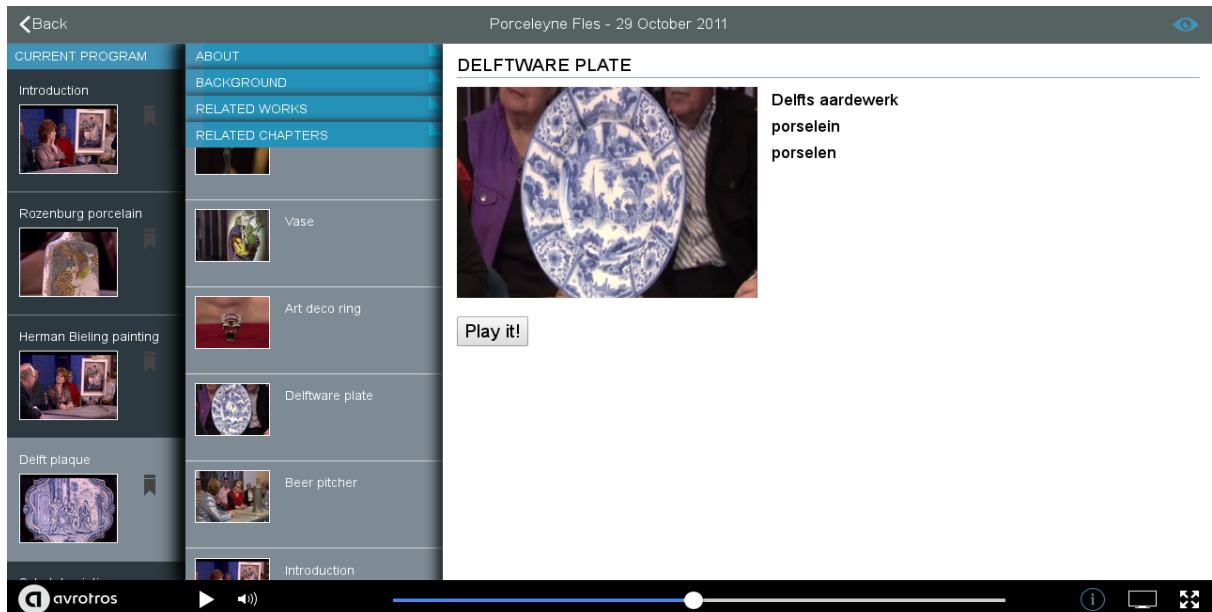 Back
Porceleyne Fles - 29 October 2011
CURRENT PROGRAM
Introduction
Rozenburg porcelain
Herman Bieling painting
Delft plaque
ABOUT
BACKGROUND
RELATED WORKS
RELATED CHAPTERS
Vase
Art deco ring
Delftware plate
Beer pitcher
Introduction
DELFTWARE PLATE
Delfts aardewerk
porselein
porselen
Play it!
avrotros